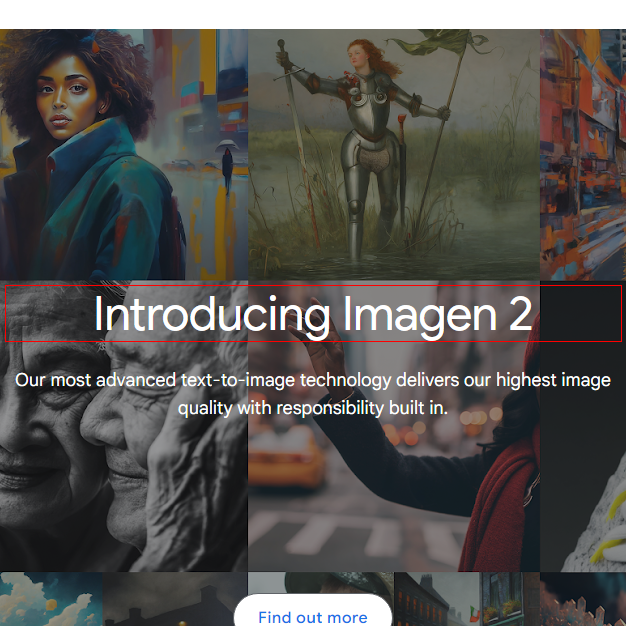 Introducing Imagen 2
Our most advanced text-to-image technology delivers our highest image
quality with responsibility built in.
Find out more